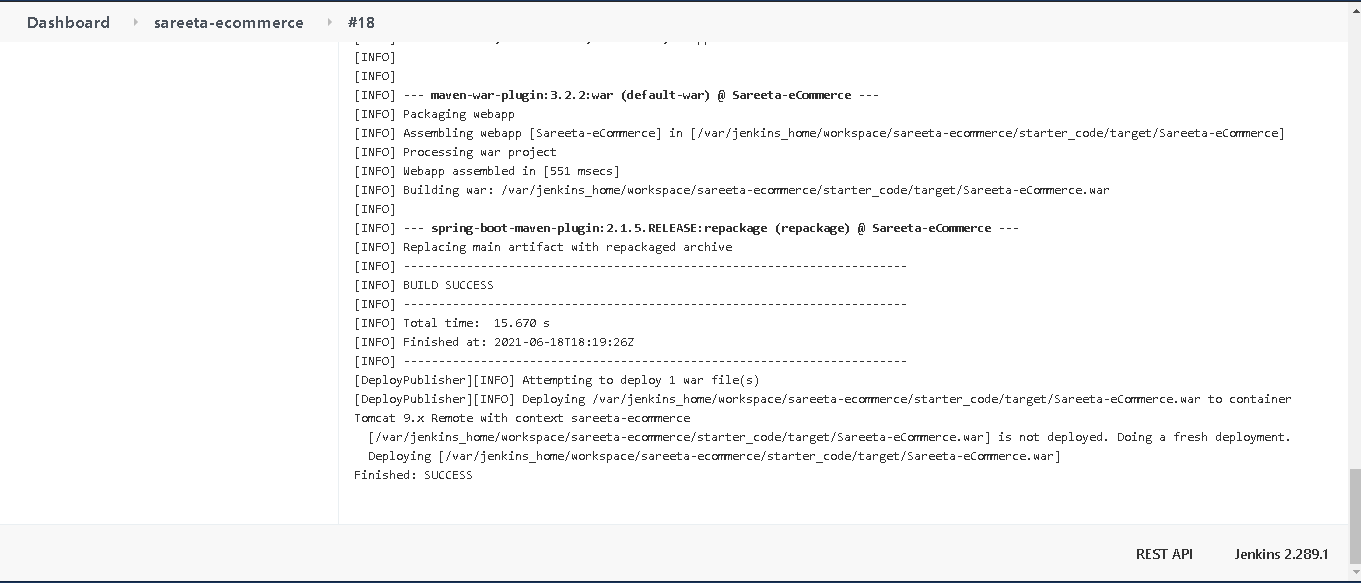 Dashboard sareeta-ecommerce #18
[INFO]
[INFO]
[INFO] --- maven-war-plugin:3.2.2:war (default-war) @ Sareeta-eCommerce ---
[INFO] Packaging webapp
[INFO] Assembling webapp [Sareeta-eCommerce] in [/var/jenkins_home/workspace/sareeta-ecommerce/starter_code/target/Sareeta-eCommerce]
[INFO] Processing war project
[INFO] Webapp assembled in [551 msecs]
[INFO] Building war: /var/jenkins_home/workspace/sareeta-ecommerce/starter_code/target/Sareeta-eCommerce.war
[INFO]
[INFO] --- spring-boot-maven-plugin:2.1.5.RELEASE:repackage (repackage) @ Sareeta-eCommerce ---
[INFO] Replacing main artifact with repackaged archive
[INFO] ------------------------------------------------------------------------
[INFO] BUILD SUCCESS
[INFO] ------------------------------------------------------------------------
[INFO] Total time:  15.670 s
[INFO] Finished at: 2021-06-18T18:19:26Z
[INFO] ------------------------------------------------------------------------
[DeployPublisher][INFO] Attempting to deploy 1 war file(s)
[DeployPublisher][INFO] Deploying /var/jenkins_home/workspace/sareeta-ecommerce/starter_code/target/Sareeta-eCommerce.war to container
Tomcat 9.x Remote with context sareeta-ecommerce
[/var/jenkins_home/workspace/sareeta-ecommerce/starter_code/target/Sareeta-eCommerce.war] is not deployed. Doing a fresh deployment.
Deploying [/var/jenkins_home/workspace/sareeta-ecommerce/starter_code/target/Sareeta-eCommerce.war]
Finished: SUCCESS
REST API Jenkins 2.289.1